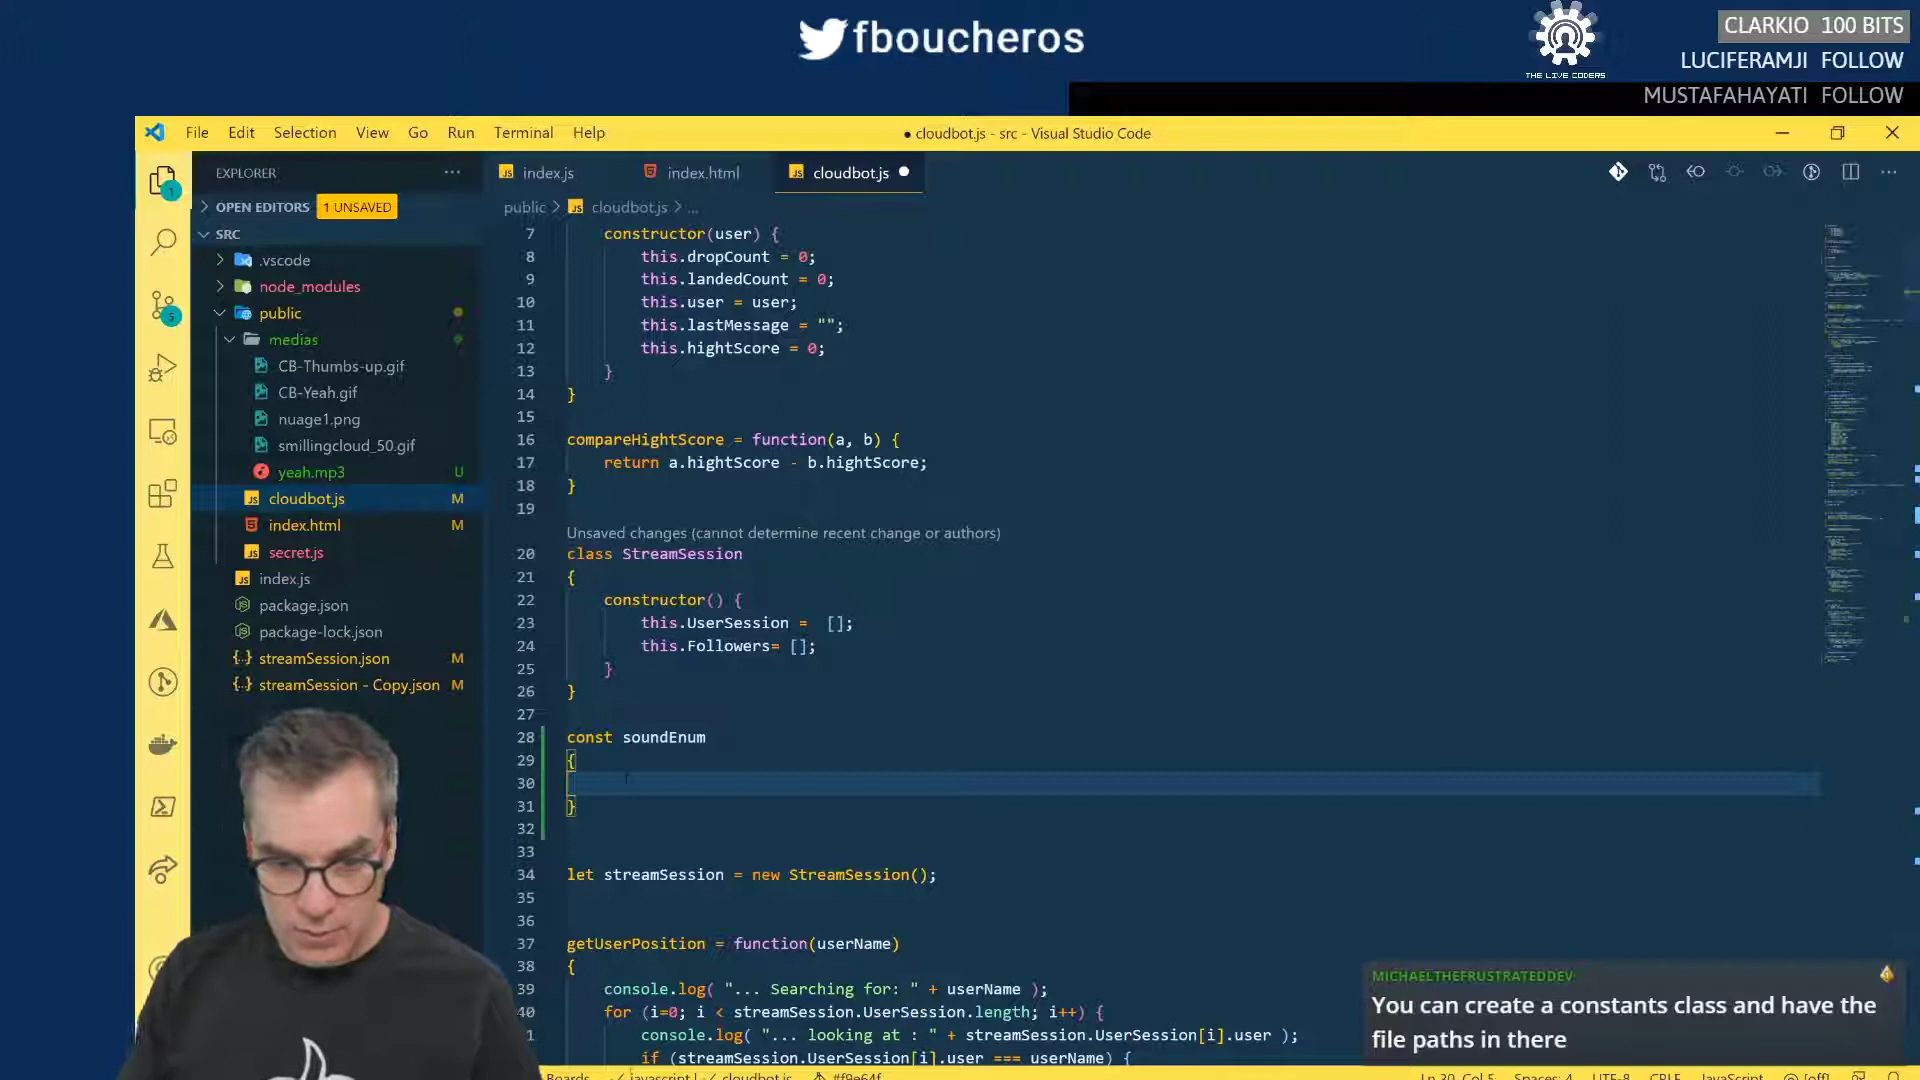 fboucheros
THE LIVE CODERS
CLARKIO 100 BITS
LUCIFERAMJI FOLLOW
MUSTAFAHAYATI FOLLOW
File Edit Selection View Go Run Terminal Help
● cloudbot.js - src - Visual Studio Code
EXPLORER
index.js
index.html
cloudbot.js
OPEN EDITORS
1 UNSAVED
public > cloudbot.js > ...
SRC
.vscode
node_modules
public
medias
CB-Thumbs-up.gif
CB-Yeah.gif
nuage1.png
smillingcloud_50.gif
yeah.mp3 U
cloudbot.js M
index.html M
secret.js
index.js
package.json
package-lock.json
streamSession.json M
streamSession - Copy.json M
1
5
7 constructor(user) {
8 this.dropCount = 0;
9 this.landedCount = 0;
10 this.user = user;
11 this.lastMessage = "";
12 this.hightScore = 0;
13 }
14 }
15
16 compareHightScore = function(a, b) {
17 return a.hightScore - b.hightScore;
18 }
19
Unsaved changes (cannot determine recent change or authors)
20 class StreamSession
21 {
22 constructor() {
23 this.UserSession = [];
24 this.Followers= [];
25 }
26 }
27
28 const soundEnum
29 {
30
31 }
32
33
34 let streamSession = new StreamSession();
35
36
37 getUserPosition = function(userName)
38 {
39 console.log( "... Searching for: " + userName );
40 for (i=0; i < streamSession.UserSession.length; i++) {
console.log( "... looking at : " + streamSession.UserSession[i].user );
if (streamSession.UserSession[i].user === userName) {
MICHAELTHEFRUSTRATEDDEV
You can create a constants class and have the
file paths in there